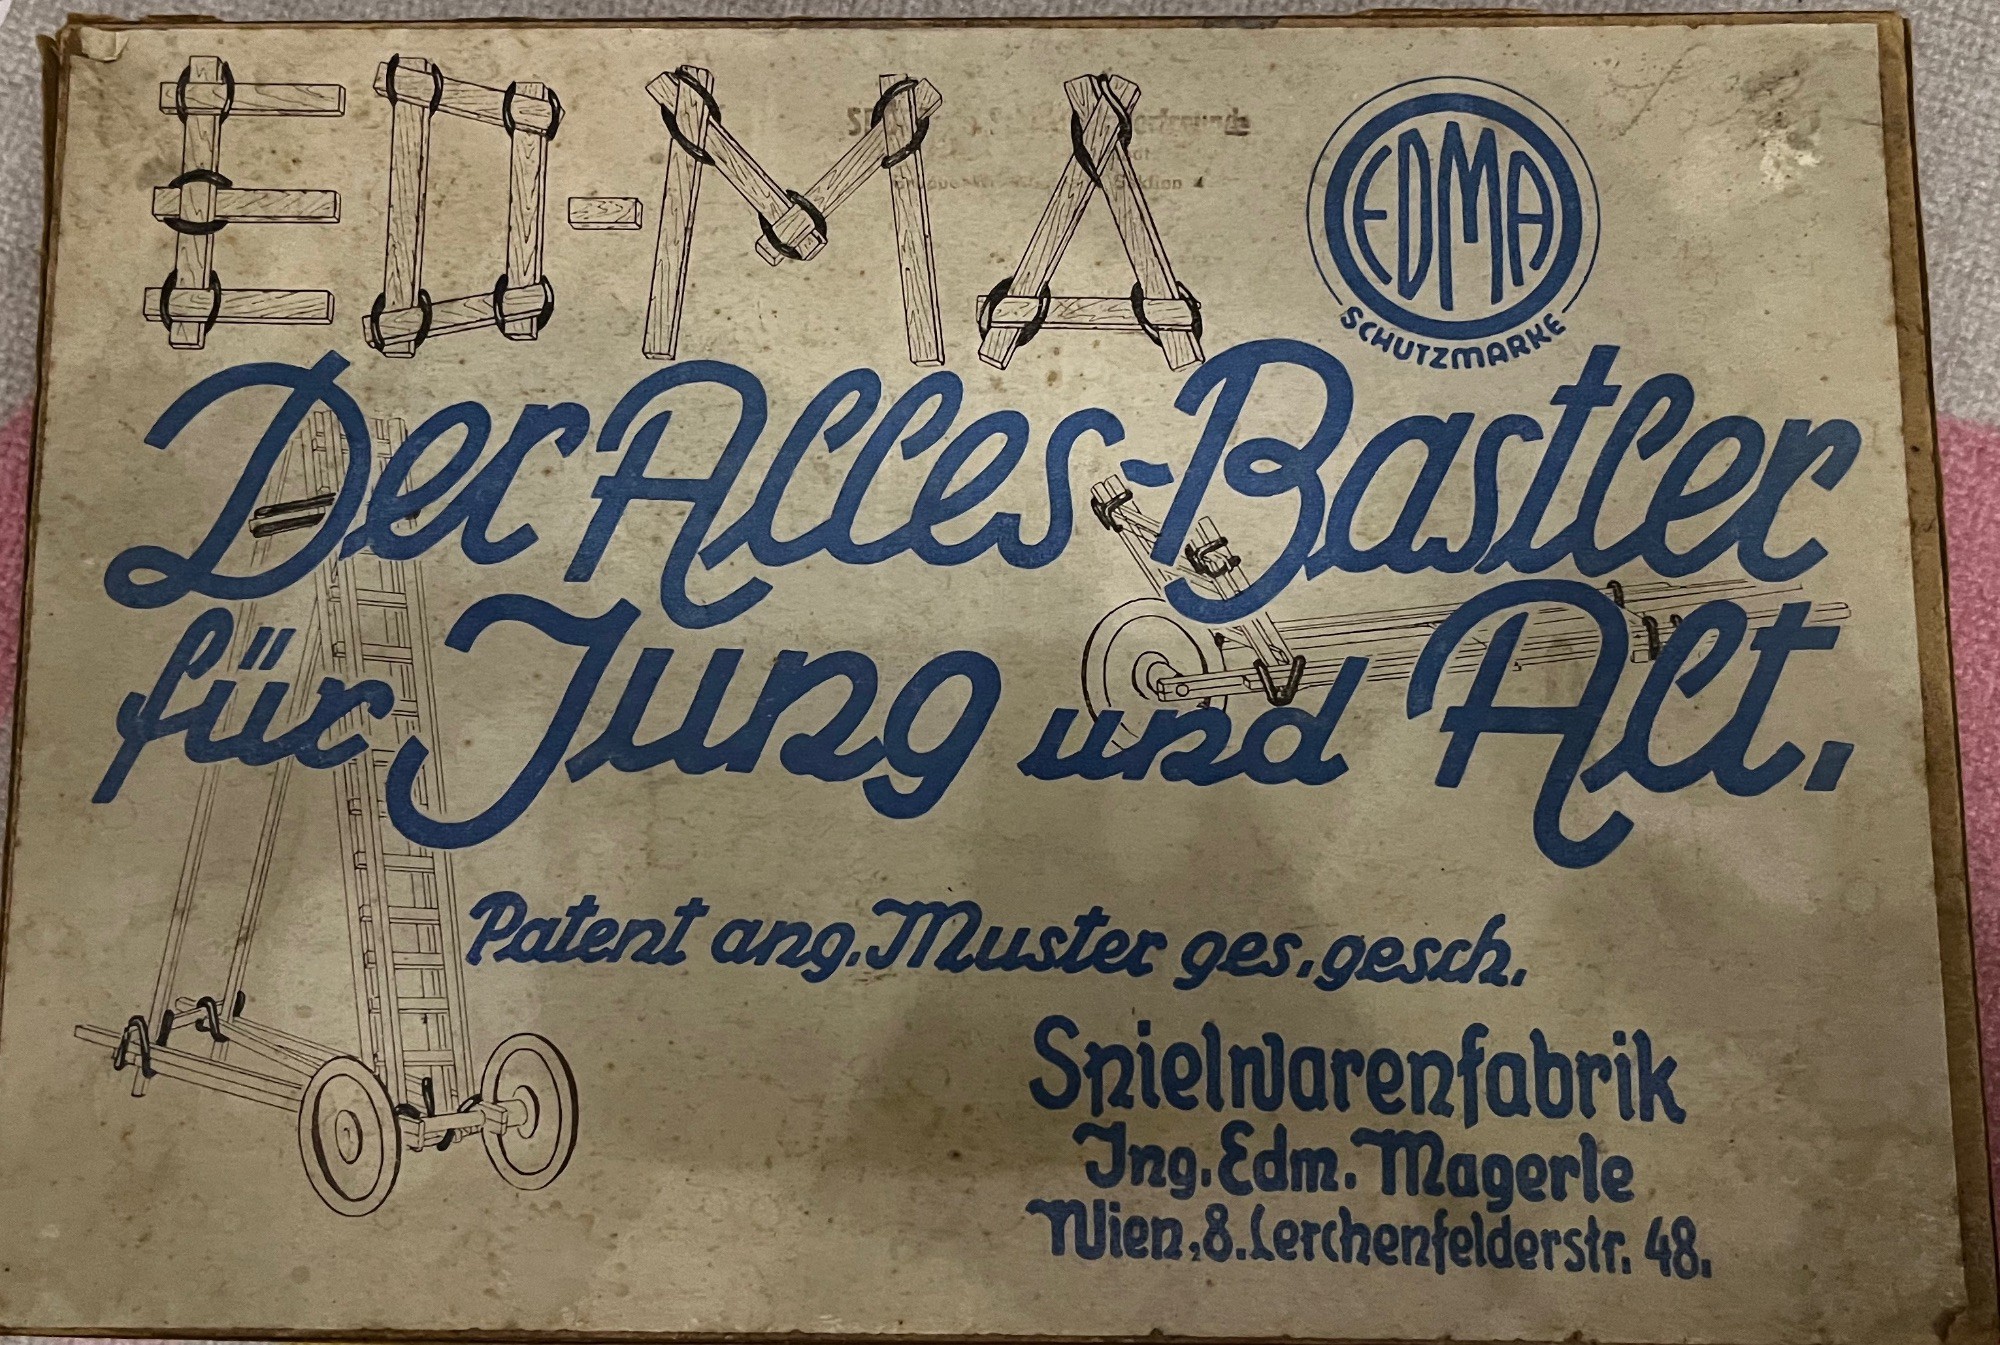 ED-MA
EDMA
SCHUTZMARKE
Der Alles-Bastler
für Jung und Alt.
Patent ang. Muster ges. gesch.
Spielwarenfabrik
Ing. Edm. Magerle
Wien, 8. Lerchenfelderstr. 48.